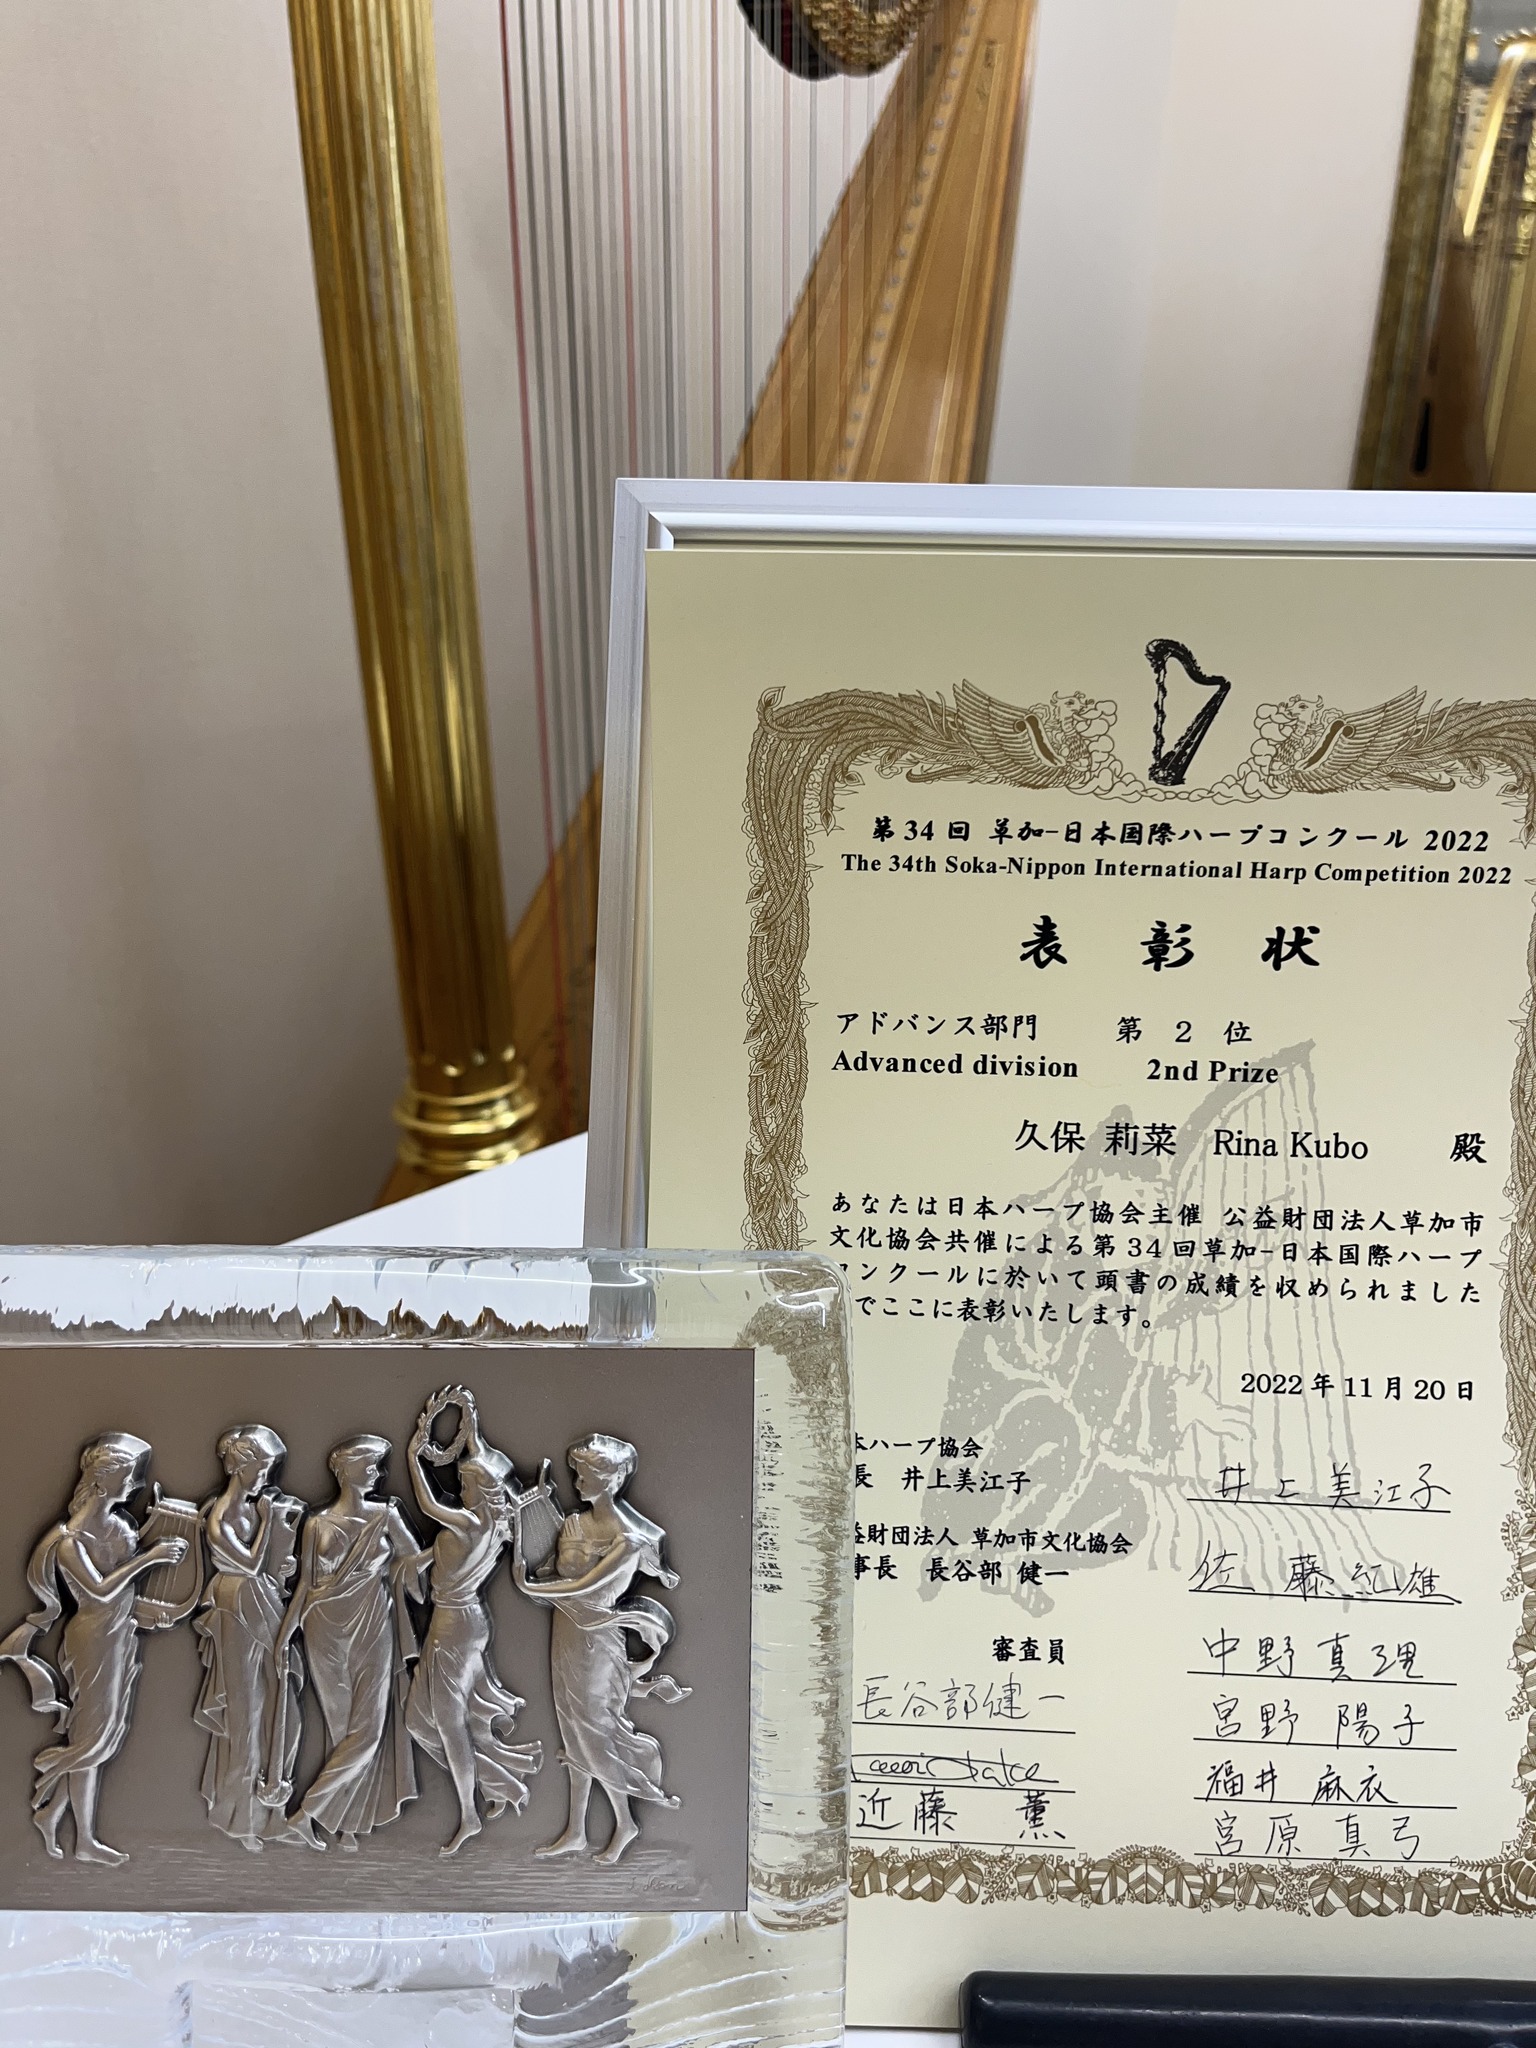 第34回 草加-日本国際ハープコンクール 2022
The 34th Soka-Nippon International Harp Competition 2022
表彰状
アドバンス部門 第2位
Advanced division 2nd Prize
久保 莉菜 Rina Kubo 殿
あなたは日本ハープ協会主催 公益財団法人草加市
文化協会共催による第34回草加-日本国際ハープ
コンクールに於いて頭書の成績を収められました
でここに表彰いたします。
2022年11月20日
本ハープ協会
長 井上美江子
井上美江子
益財団法人 草加市文化協会
事長 長谷部 健一
佐藤紀雄
審査員
中野真理
長谷部健一
宮野陽子
福井麻衣
近藤薫
宮原真弓